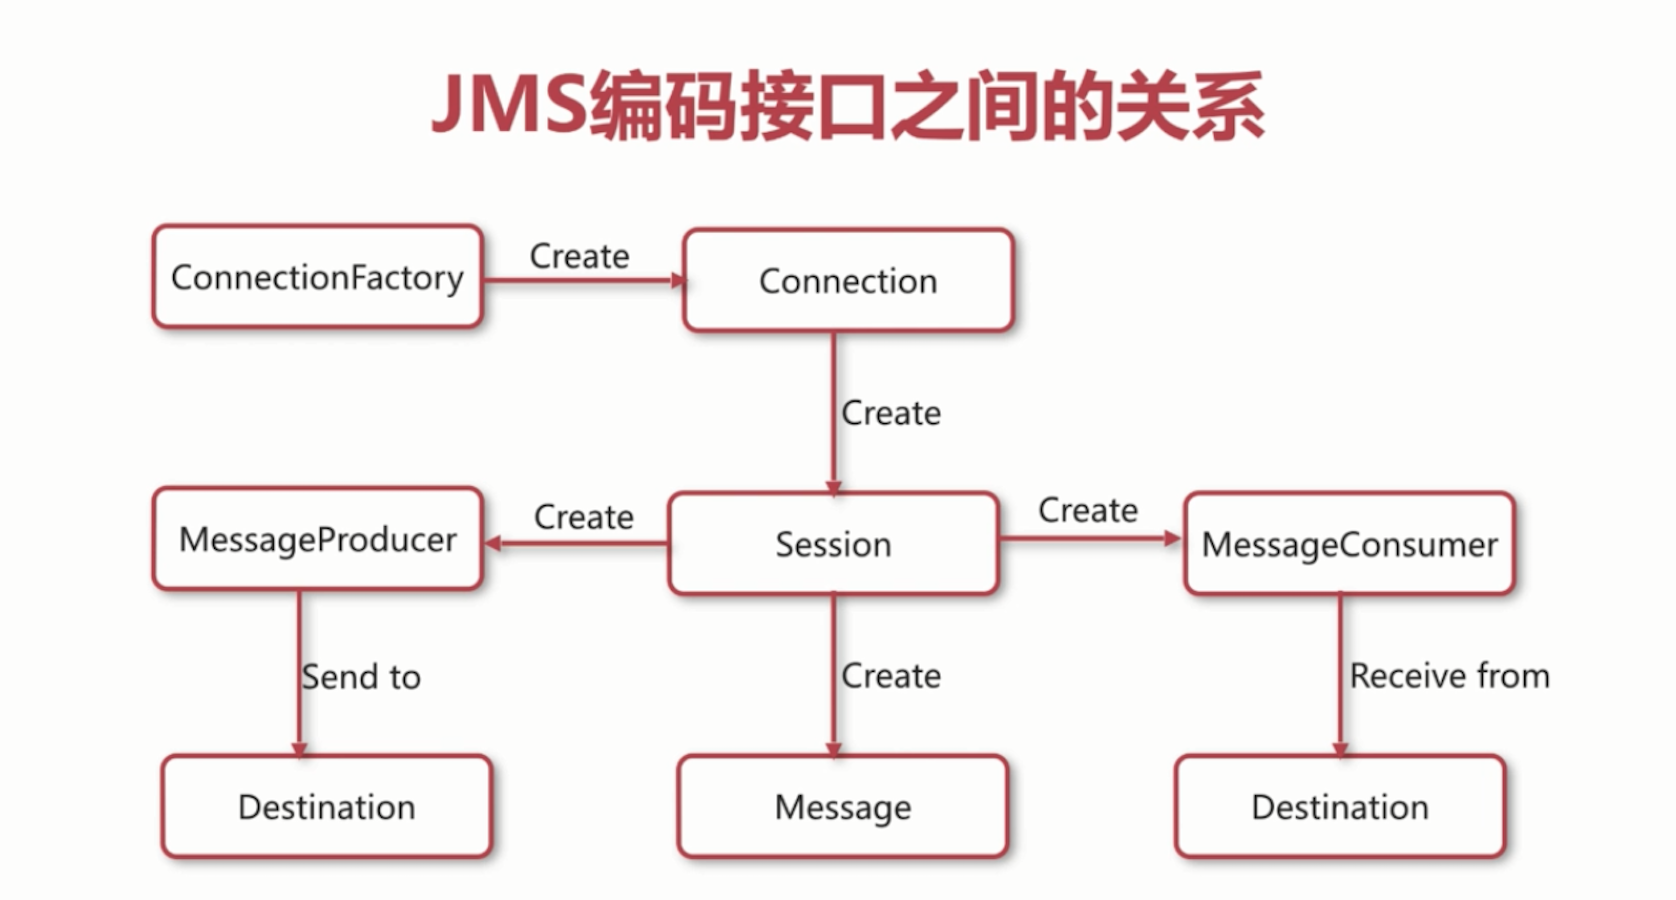 JMS编码接口之间的关系
ConnectionFactory
Create
Connection
Create
MessageProducer
Create
Session
Create
MessageConsumer
Send to
Create
Receive from
Destination
Message
Destination